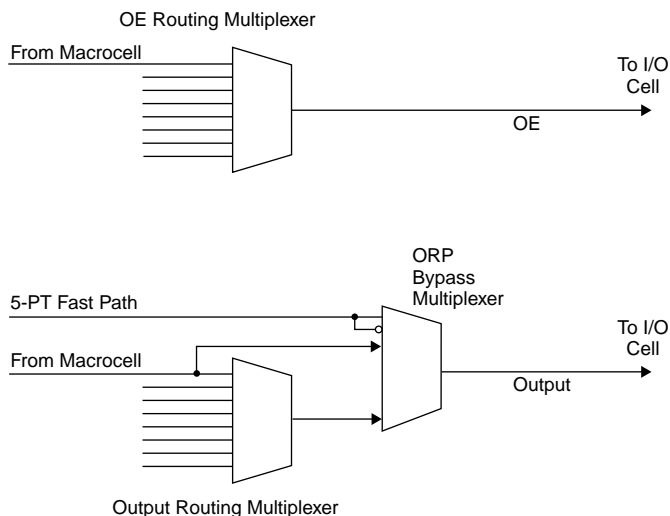 OE Routing Multiplexer
From Macrocell
To I/O
Cell
OE
ORP
Bypass
Multiplexer
5-PT Fast Path
To I/O
Cell
From Macrocell
Output
Output Routing Multiplexer